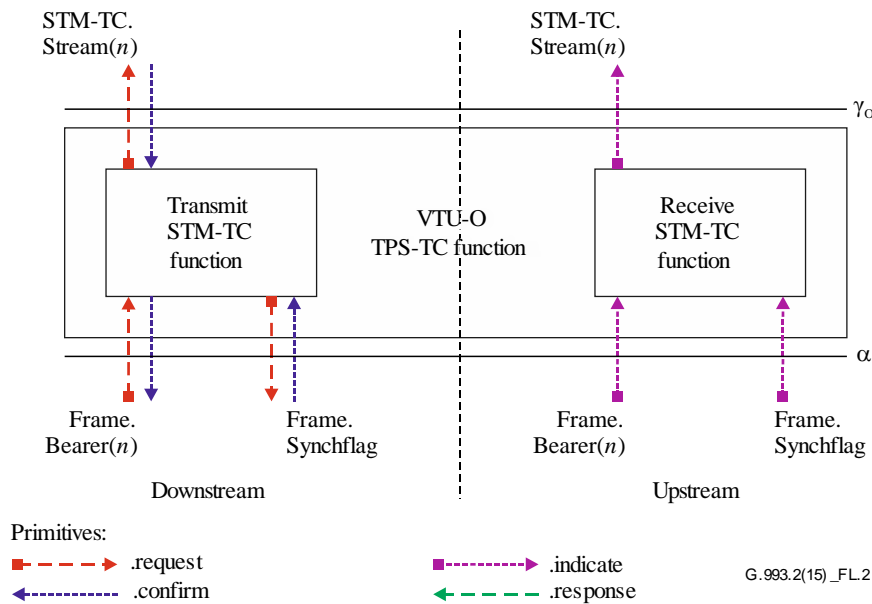 STM-TC.
Stream(n)
STM-TC.
Stream(n)
γO
Transmit
STM-TC
function
VTU-O
TPS-TC function
Receive
STM-TC
function
α
Frame.
Bearer(n)
Frame.
Synchflag
Frame.
Bearer(n)
Frame.
Synchflag
Downstream
Upstream
Primitives:
.request
.indicate
.confirm
.response
G.993.2(15)_FL.2